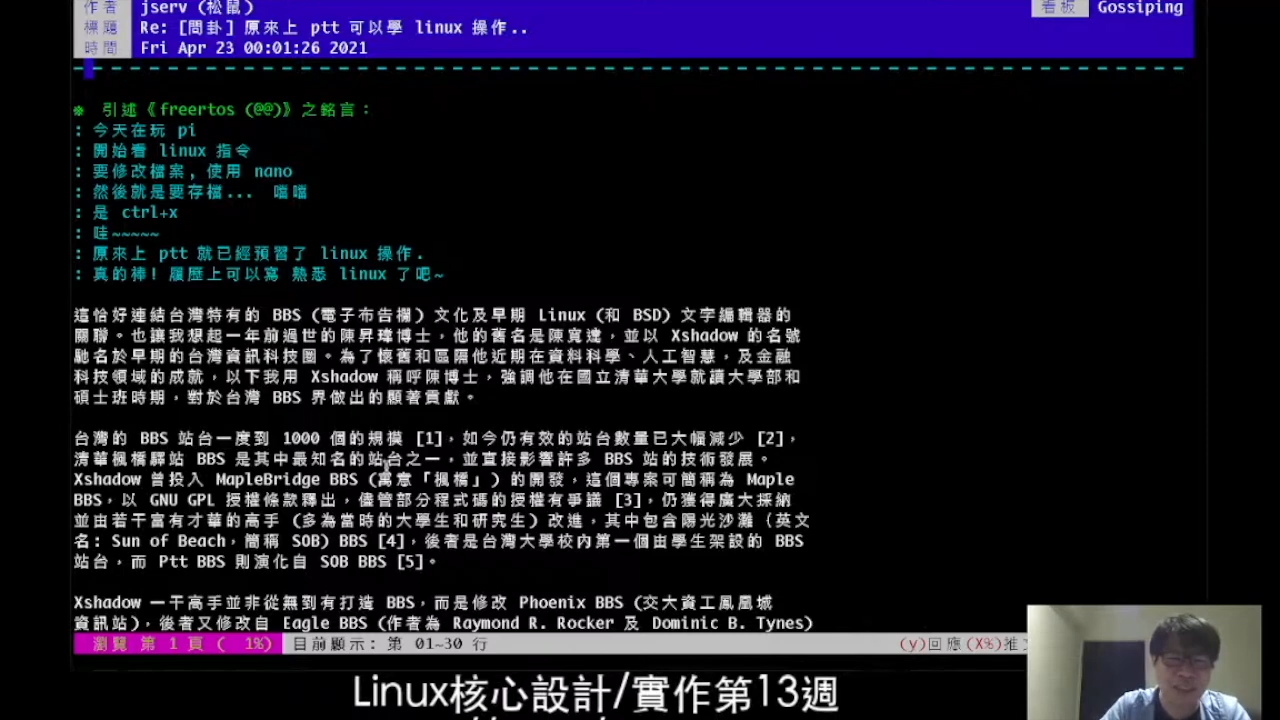 作者 jserv (松鼠) 看板 Gossiping
標題 Re: [問卦] 原來上 ptt 可以學 linux 操作..
時間 Fri Apr 23 00:01:26 2021
※ 引述《freertos (@@)》之銘言：
: 今天在玩 pi
: 開始看 linux 指令
: 要修改檔案, 使用 nano
: 然後就是要存檔... 噹噹
: 是 ctrl+x
: 哇~~~~~
: 原來上 ptt 就已經預習了 linux 操作.
: 真的棒! 履歷上可以寫 熟悉 linux 了吧~
這恰好連結台灣特有的 BBS (電子布告欄) 文化及早期 Linux (和 BSD) 文字編輯器的
關聯。也讓我想起一年前過世的陳昇瑋博士，他的舊名是陳寬達，並以 Xshadow 的名號
馳名於早期的台灣資訊科技圈。為了懷舊和區隔他近期在資料科學、人工智慧，及金融
科技領域的成就，以下我用 Xshadow 稱呼陳博士，強調他在國立清華大學就讀大學部和
碩士班時期，對於台灣 BBS 界做出的顯著貢獻。
台灣的 BBS 站台一度到 1000 個的規模 [1]，如今仍有效的站台數量已大幅減少 [2]，
清華楓橋驛站 BBS 是其中最知名的站台之一，並直接影響許多 BBS 站的技術發展。
Xshadow 曾投入 MapleBridge BBS (寓意「楓橋」) 的開發，這個專案可簡稱為 Maple
BBS，以 GNU GPL 授權條款釋出，儘管部分程式碼的授權有爭議 [3]，仍獲得廣大採納
並由若干富有才華的高手 (多為當時的大學生和研究生) 改進，其中包含陽光沙灘 (英文
名: Sun of Beach，簡稱 SOB) BBS [4]，後者是台灣大學校內第一個由學生架設的 BBS
站台，而 Ptt BBS 則演化自 SOB BBS [5]。
Xshadow 一干高手並非從無到有打造 BBS，而是修改 Phoenix BBS (交大資工鳳凰城
資訊站)，後者又修改自 Eagle BBS (作者為 Raymond R. Rocker 及 Dominic B. Tynes)
瀏覽 第 1 頁 ( 1%) 目前顯示: 第 01~30 行 (y)回應(X%)推
Linux核心設計/實作第13週